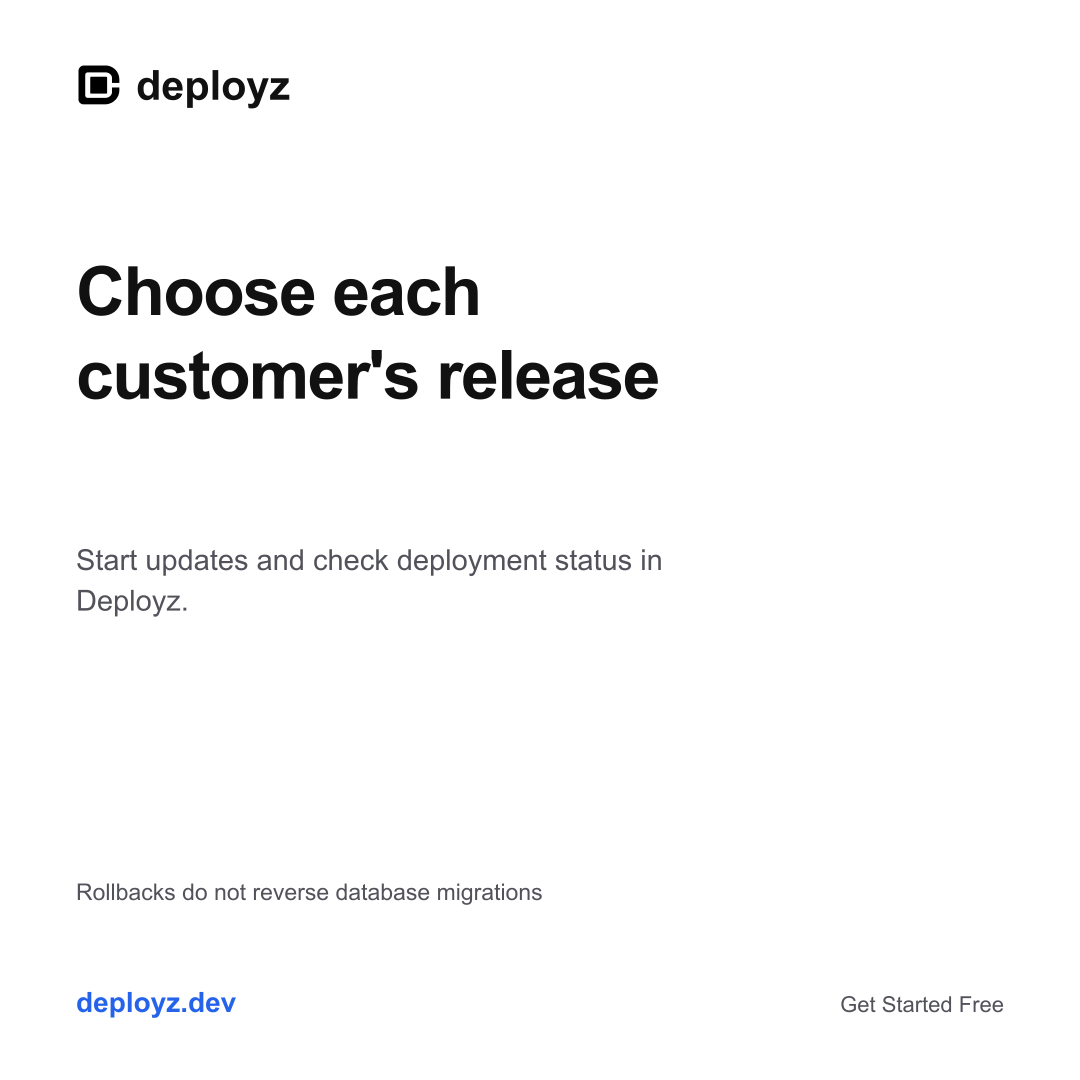 deployz
Choose each
customer's release
Start updates and check deployment status in
Deployz.
Rollbacks do not reverse database migrations
deployz.dev
Get Started Free